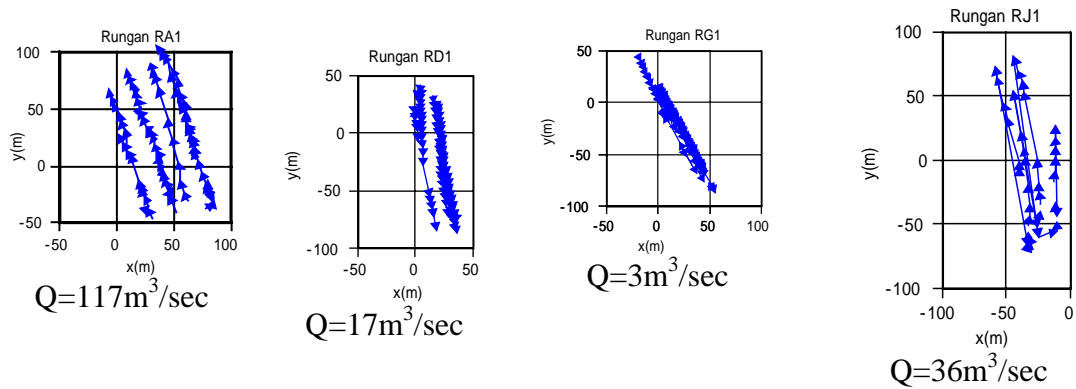 Rungan RA1
100
50
0
-50
y(m)
-50 0 50 100
x(m)
Q=117m³/sec
Rungan RD1
50
0
-50
-100
y(m)
-50 0 50
x(m)
Q=17m³/sec
Rungan RG1
50
0
-50
-100
y(m)
-100 -50 0 50 100
x(m)
Q=3m³/sec
Rungan RJ1
100
50
0
-50
-100
y(m)
-100 -50 0
x(m)
Q=36m³/sec